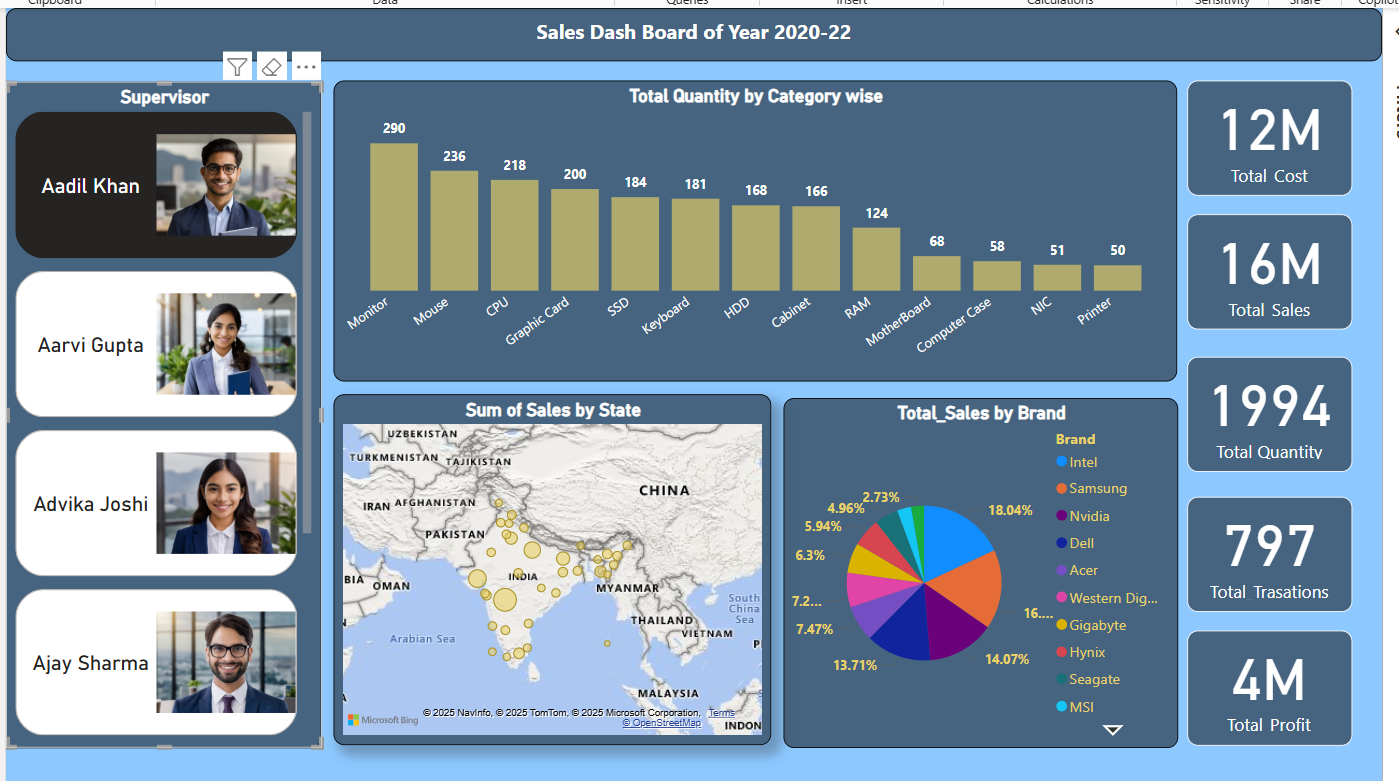 Clipboard
Data
Queries
Insert
Calculations
Sensitivity
Share
Copilot
Sales Dash Board of Year 2020-22
Supervisor
Aadil Khan
Aarvi Gupta
Advika Joshi
Ajay Sharma
Total Quantity by Category wise
290
236
218
200
184
181
168
166
124
68
58
51
50
Monitor
Mouse
CPU
Graphic Card
SSD
Keyboard
HDD
Cabinet
RAM
MotherBoard
Computer Case
NIC
Printer
Sum of Sales by State
UZBEKISTAN
TURKMENISTAN
TAJIKISTAN
CHINA
IRAN
AFGHANISTAN
PAKISTAN
BIA
OMAN
INDIA
MYANMAR
South
China
Sea
THAILAND
Arabian Sea
VIETNAM
P
MALAYSIA
INDON
Microsoft Bing
© 2025 NavInfo, © 2025 TomTom, © 2025 Microsoft Corporation, Terms
© OpenStreetMap
Total_Sales by Brand
Brand
Intel
Samsung
Nvidia
Dell
Acer
Western Dig...
Gigabyte
Hynix
Seagate
MSI
2.73%
4.96%
5.94%
6.3%
7.2...
7.47%
13.71%
14.07%
16....
18.04%
12M
Total Cost
16M
Total Sales
1994
Total Quantity
797
Total Trasations
4M
Total Profit